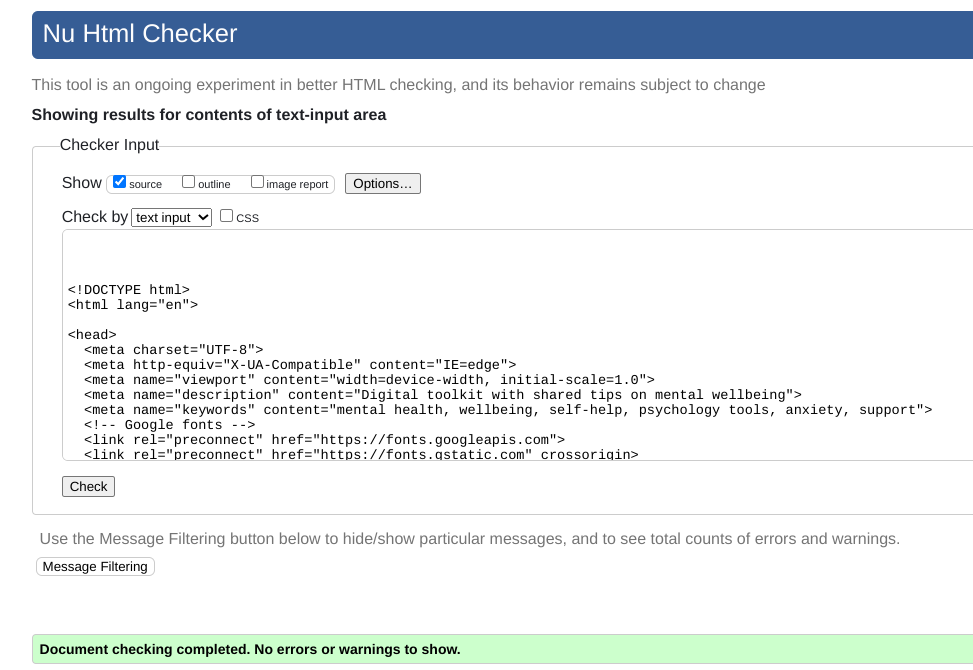 Nu Html Checker
This tool is an ongoing experiment in better HTML checking, and its behavior remains subject to change
Showing results for contents of text-input area
Checker Input
Show source outline image report Options...
Check by text input css
<!DOCTYPE html>
<html lang="en">
<head>
<meta charset="UTF-8">
<meta http-equiv="X-UA-Compatible" content="IE=edge">
<meta name="viewport" content="width=device-width, initial-scale=1.0">
<meta name="description" content="Digital toolkit with shared tips on mental wellbeing">
<meta name="keywords" content="mental health, wellbeing, self-help, psychology tools, anxiety, support">
<!-- Google fonts -->
<link rel="preconnect" href="https://fonts.googleapis.com">
<link rel="preconnect" href="https://fonts.gstatic.com" crossorigin>
Check
Use the Message Filtering button below to hide/show particular messages, and to see total counts of errors and warnings.
Message Filtering
Document checking completed. No errors or warnings to show.